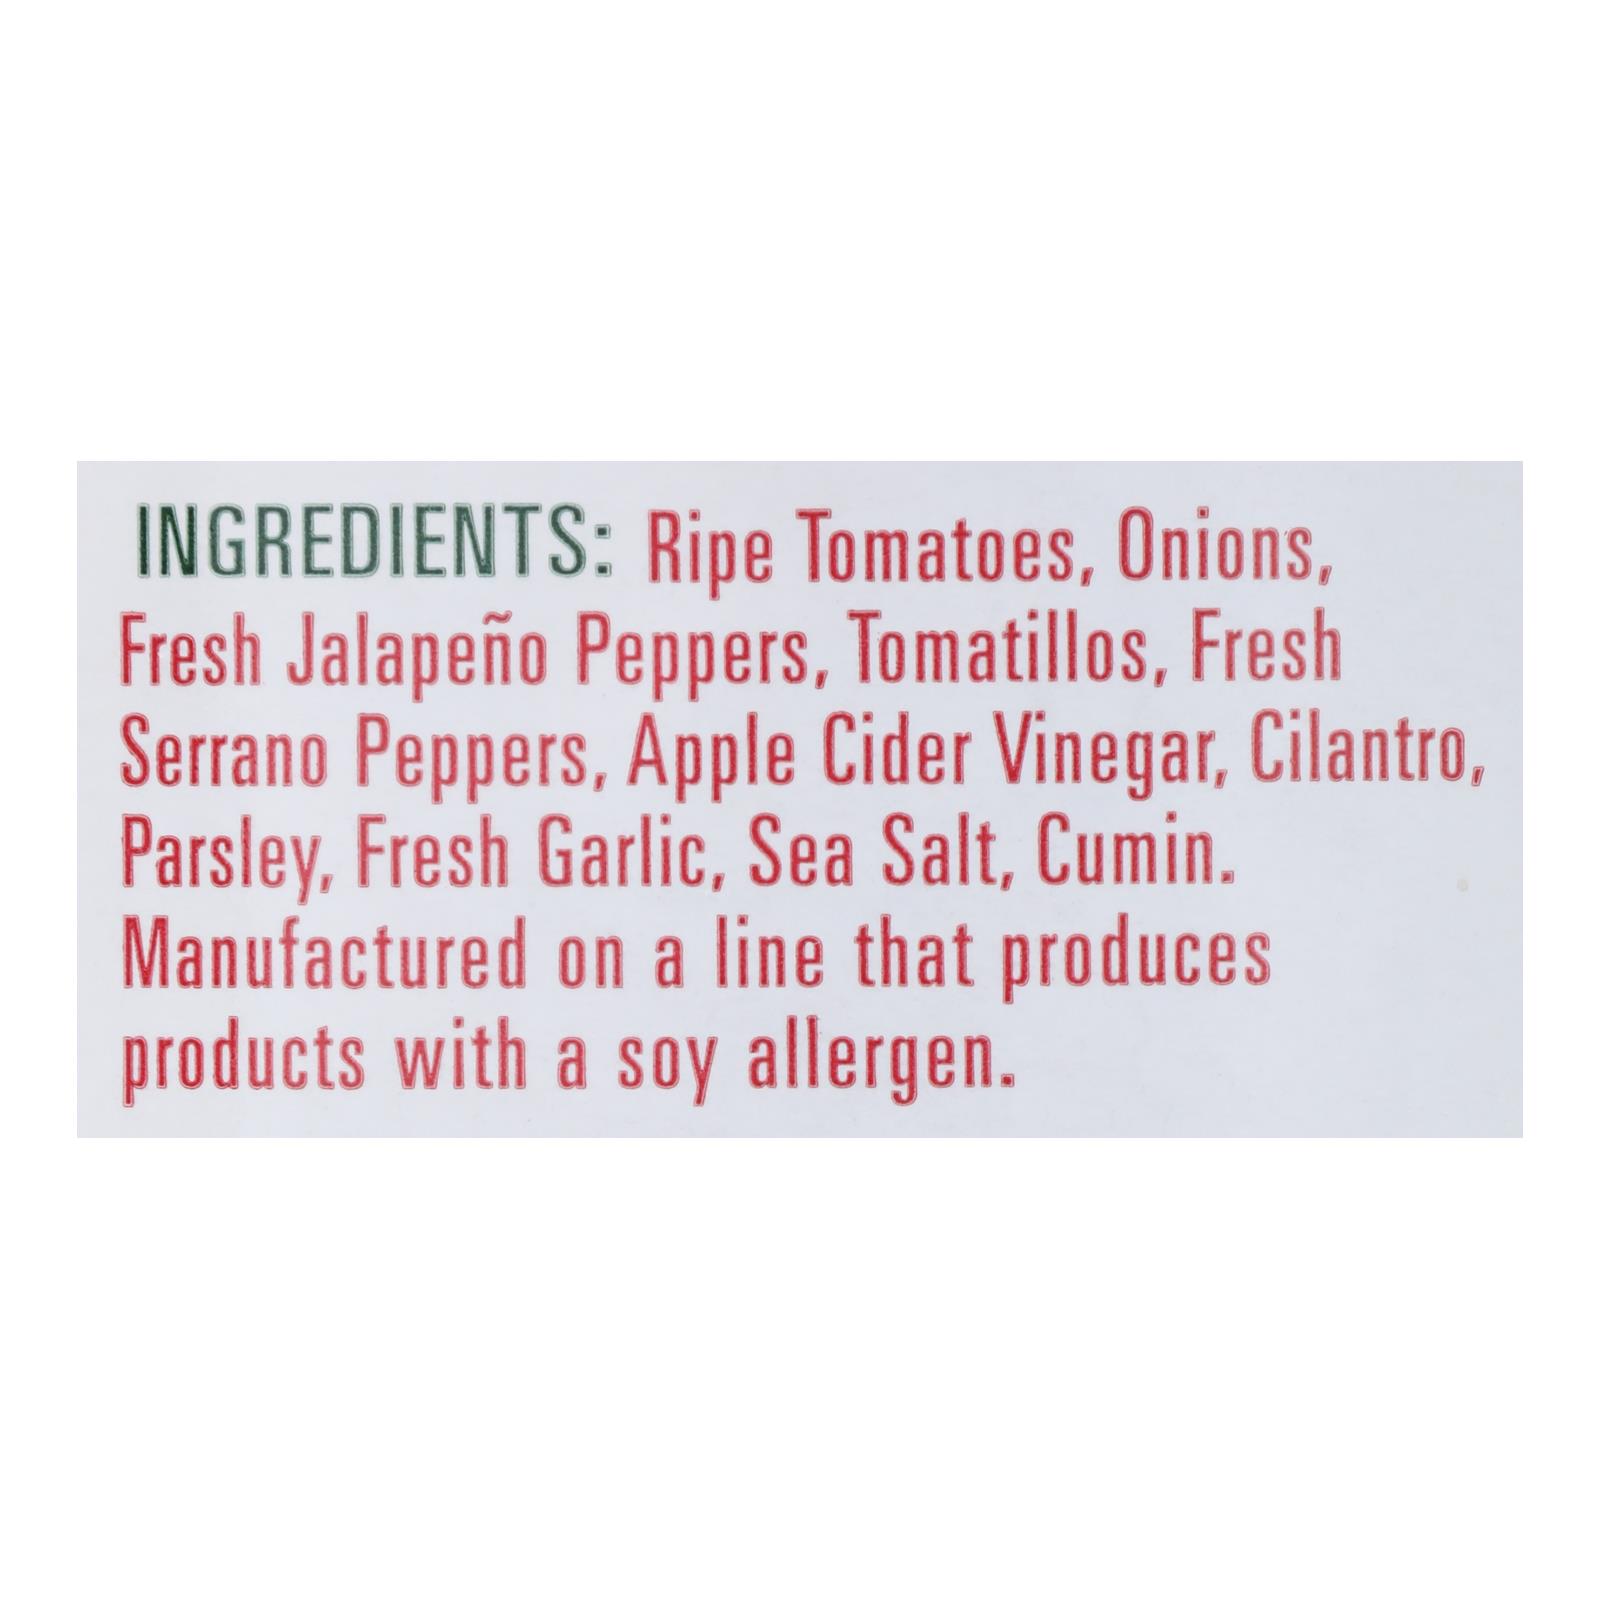 INGREDIENTS: Ripe Tomatoes, Onions,
Fresh Jalapeño Peppers, Tomatillos, Fresh
Serrano Peppers, Apple Cider Vinegar, Cilantro,
Parsley, Fresh Garlic, Sea Salt, Cumin.
Manufactured on a line that produces
products with a soy allergen.